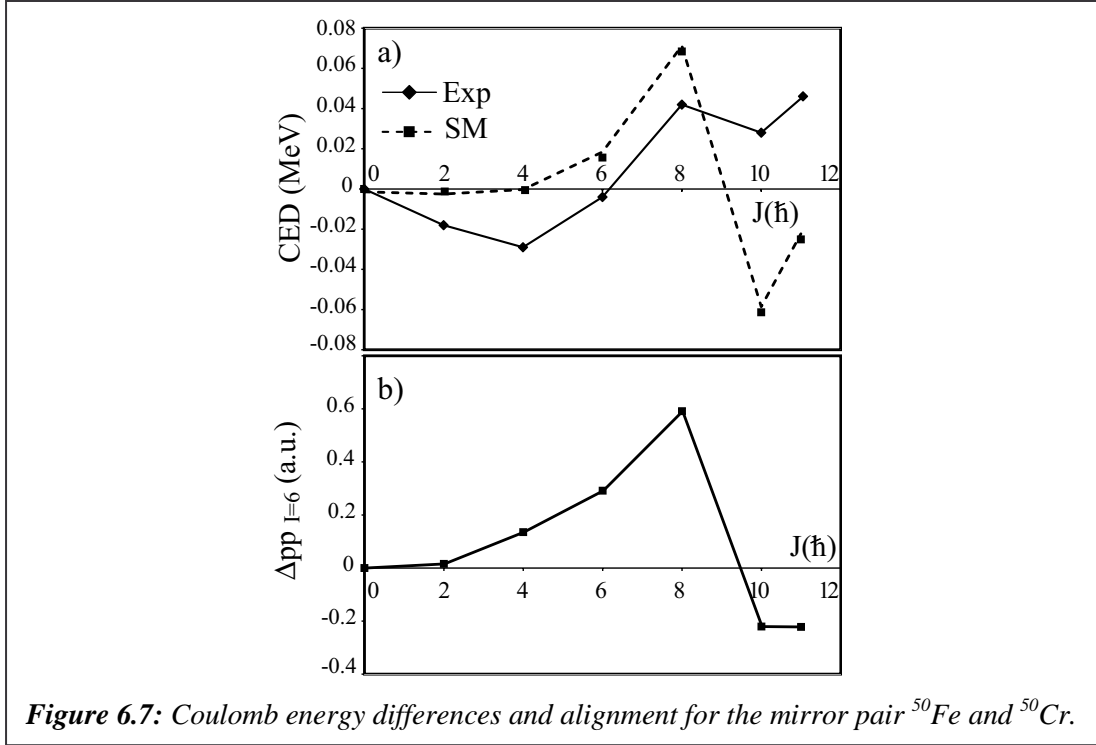 a)
Exp
SM
CED (MeV)
0.08
0.06
0.04
0.02
0
-0.02
-0.04
-0.06
-0.08
0 2 4 6 8 10 12
J(ħ)
b)
Δpp I=6 (a.u.)
0.6
0.4
0.2
0
-0.2
-0.4
J(ħ)
0 2 4 6 8 10 12
Figure 6.7: Coulomb energy differences and alignment for the mirror pair ⁵⁰Fe and ⁵⁰Cr.